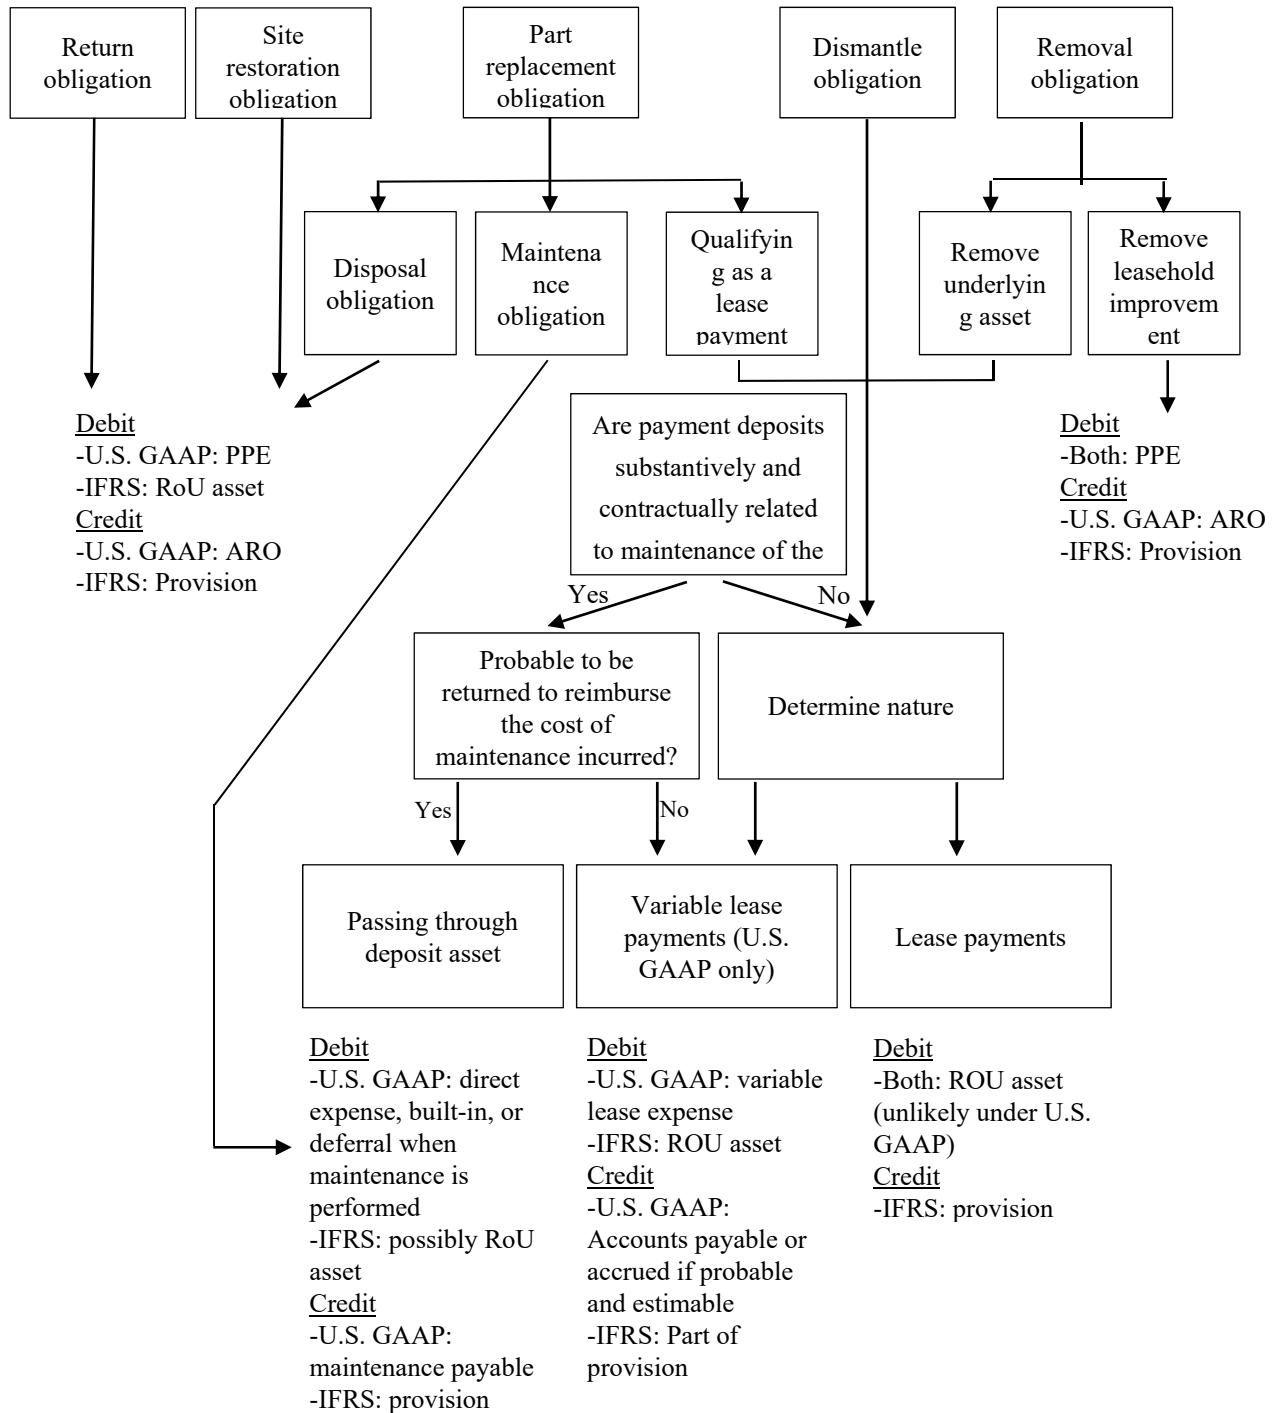 Return
obligation
Site
restoration
obligation
Part
replacement
obligation
Dismantle
obligation
Removal
obligation
Disposal
obligation
Maintena
nce
obligation
Qualifyin
g as a
lease
payment
Remove
underlyin
g asset
Remove
leasehold
improvem
ent
Debit
-U.S. GAAP: PPE
-IFRS: RoU asset
Credit
-U.S. GAAP: ARO
-IFRS: Provision
Are payment deposits
substantively and
contractually related
to maintenance of the
Debit
-Both: PPE
Credit
-U.S. GAAP: ARO
-IFRS: Provision
Yes
No
Probable to be
returned to reimburse
the cost of
maintenance incurred?
Determine nature
Yes
No
Passing through
deposit asset
Variable lease
payments (U.S.
GAAP only)
Lease payments
Debit
-U.S. GAAP: direct
expense, built-in, or
deferral when
maintenance is
performed
-IFRS: possibly RoU
asset
Credit
-U.S. GAAP:
maintenance payable
-IFRS: provision
Debit
-U.S. GAAP: variable
lease expense
-IFRS: ROU asset
Credit
-U.S. GAAP:
Accounts payable or
accrued if probable
and estimable
-IFRS: Part of
provision
Debit
-Both: ROU asset
(unlikely under U.S.
GAAP)
Credit
-IFRS: provision